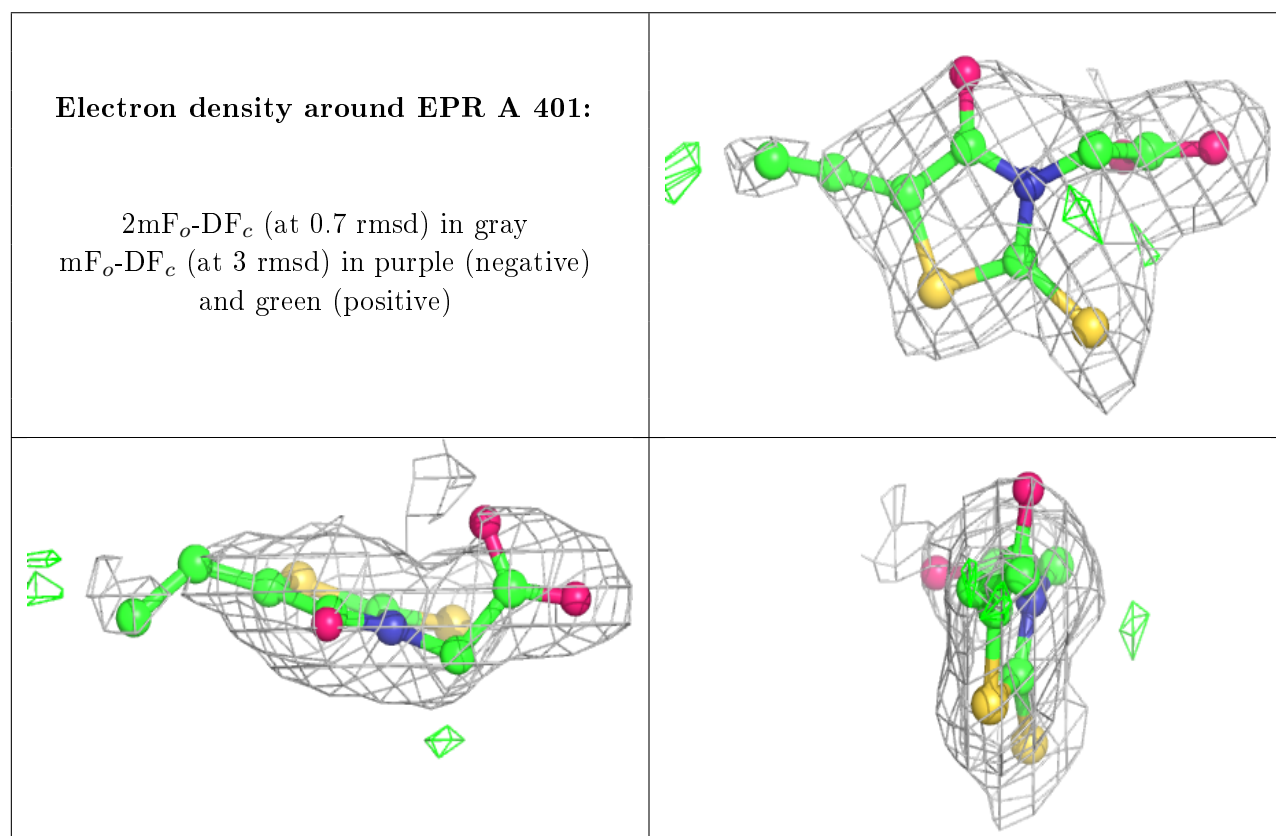 Electron density around EPR A 401:
2mFₒ-DF𝒸 (at 0.7 rmsd) in gray
mFₒ-DF𝒸 (at 3 rmsd) in purple (negative)
and green (positive)